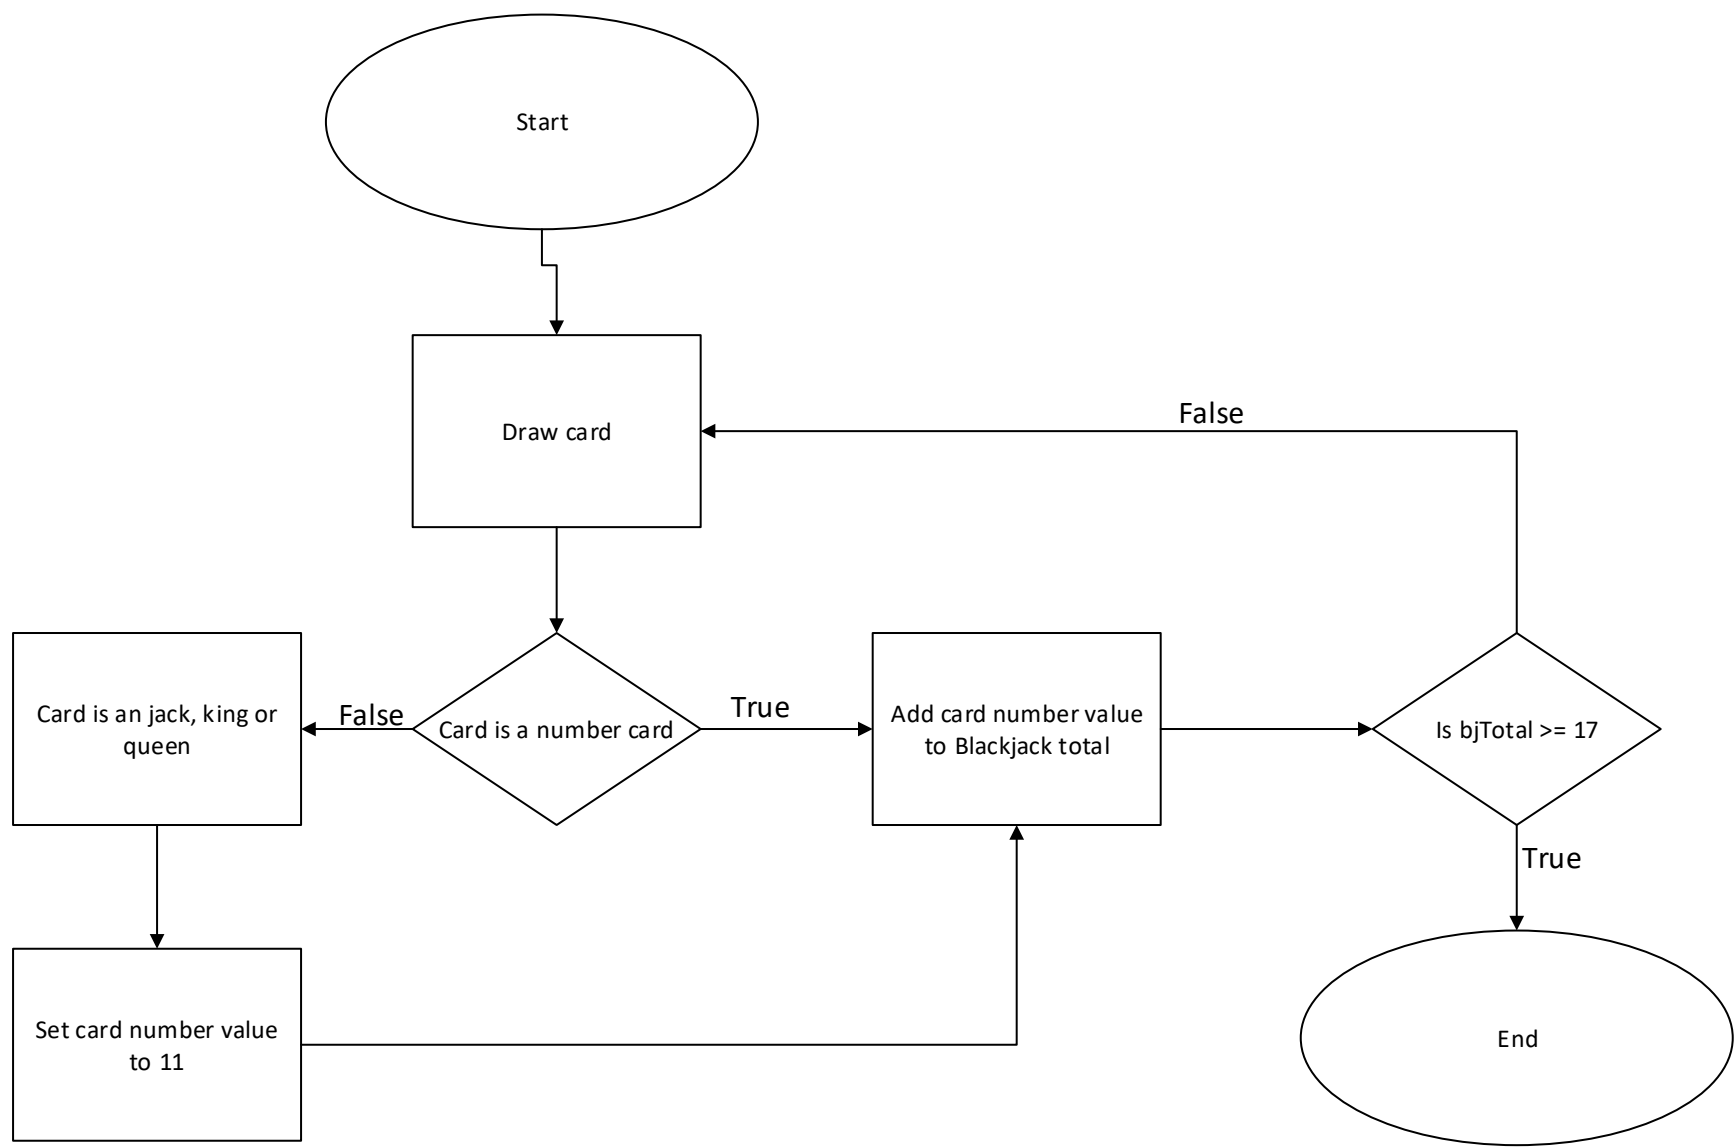 Start
Draw card
False
Card is an jack, king or
queen
False
Card is a number card
True
Add card number value
to Blackjack total
Is bjTotal >= 17
True
Set card number value
to 11
End